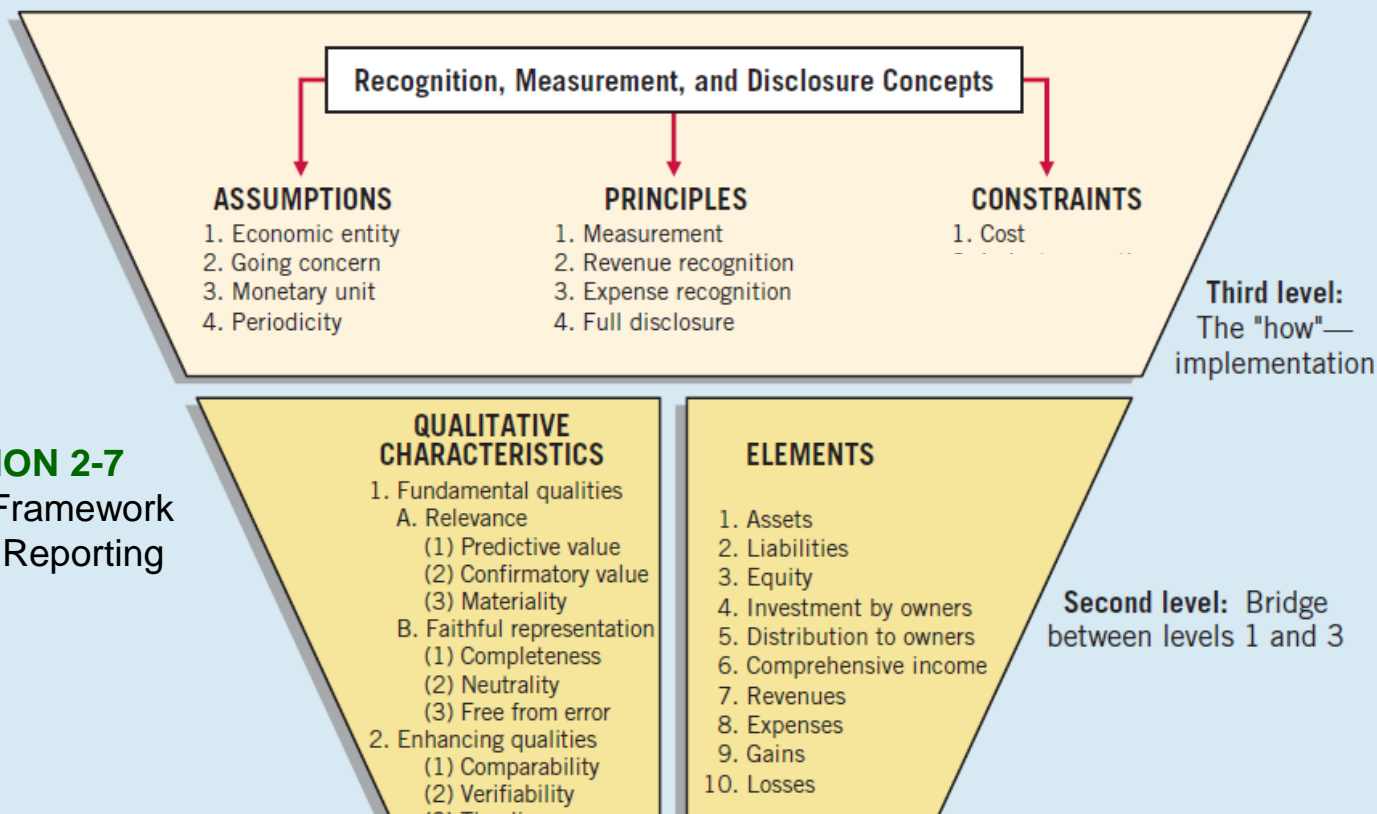 Recognition, Measurement, and Disclosure Concepts
ASSUMPTIONS
1. Economic entity
2. Going concern
3. Monetary unit
4. Periodicity
PRINCIPLES
1. Measurement
2. Revenue recognition
3. Expense recognition
4. Full disclosure
CONSTRAINTS
1. Cost
Third level:
The "how"—
implementation
ION 2-7
Framework
Reporting
QUALITATIVE
CHARACTERISTICS
1. Fundamental qualities
A. Relevance
(1) Predictive value
(2) Confirmatory value
(3) Materiality
B. Faithful representation
(1) Completeness
(2) Neutrality
(3) Free from error
2. Enhancing qualities
(1) Comparability
(2) Verifiability
ELEMENTS
1. Assets
2. Liabilities
3. Equity
4. Investment by owners
5. Distribution to owners
6. Comprehensive income
7. Revenues
8. Expenses
9. Gains
10. Losses
Second level: Bridge
between levels 1 and 3